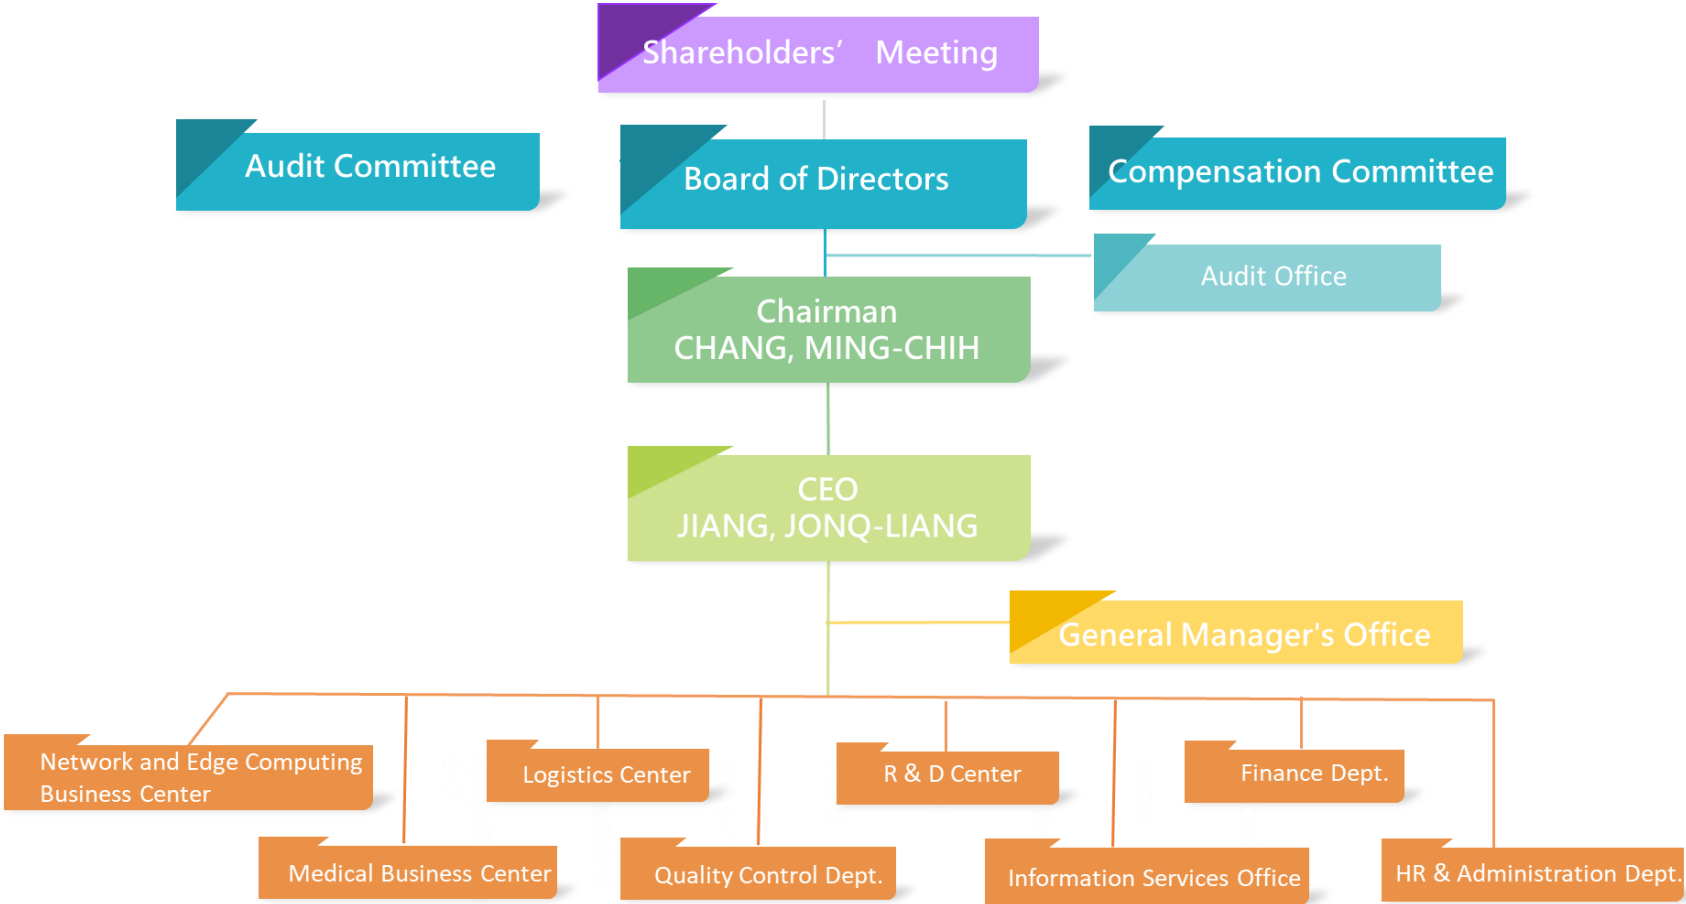 Shareholders’ Meeting
Audit Committee
Board of Directors
Compensation Committee
Audit Office
Chairman
CHANG, MING-CHIH
CEO
JIANG, JONQ-LIANG
General Manager's Office
Network and Edge Computing
Business Center
Logistics Center
R & D Center
Finance Dept.
Medical Business Center
Quality Control Dept.
Information Services Office
HR & Administration Dept.